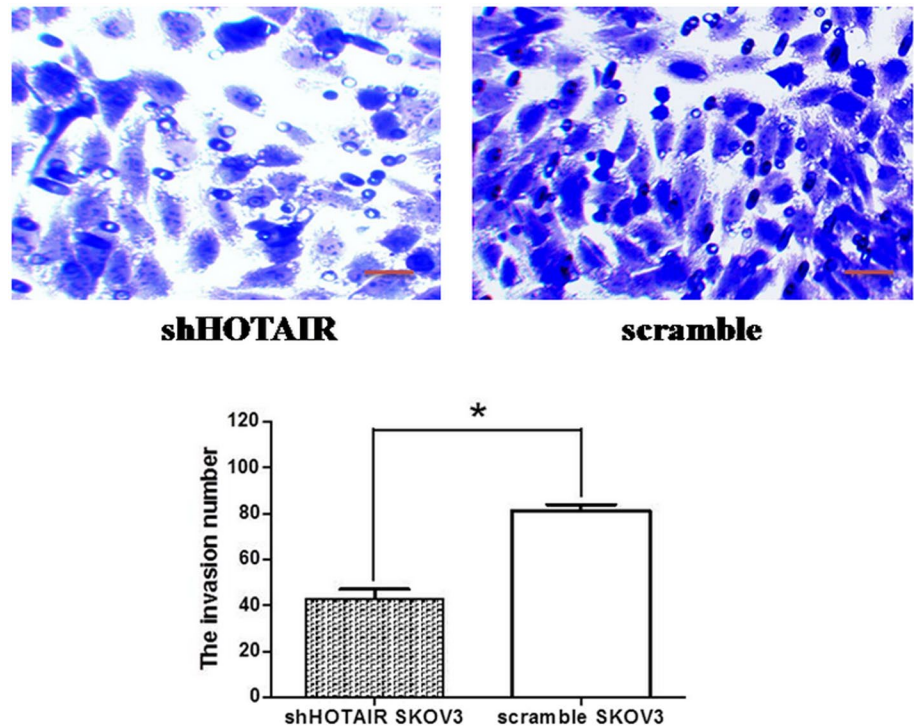 shHOTAIR
scramble
*
The invasion number
120
100
80
60
40
20
0
shHOTAIR SKOV3
scramble SKOV3